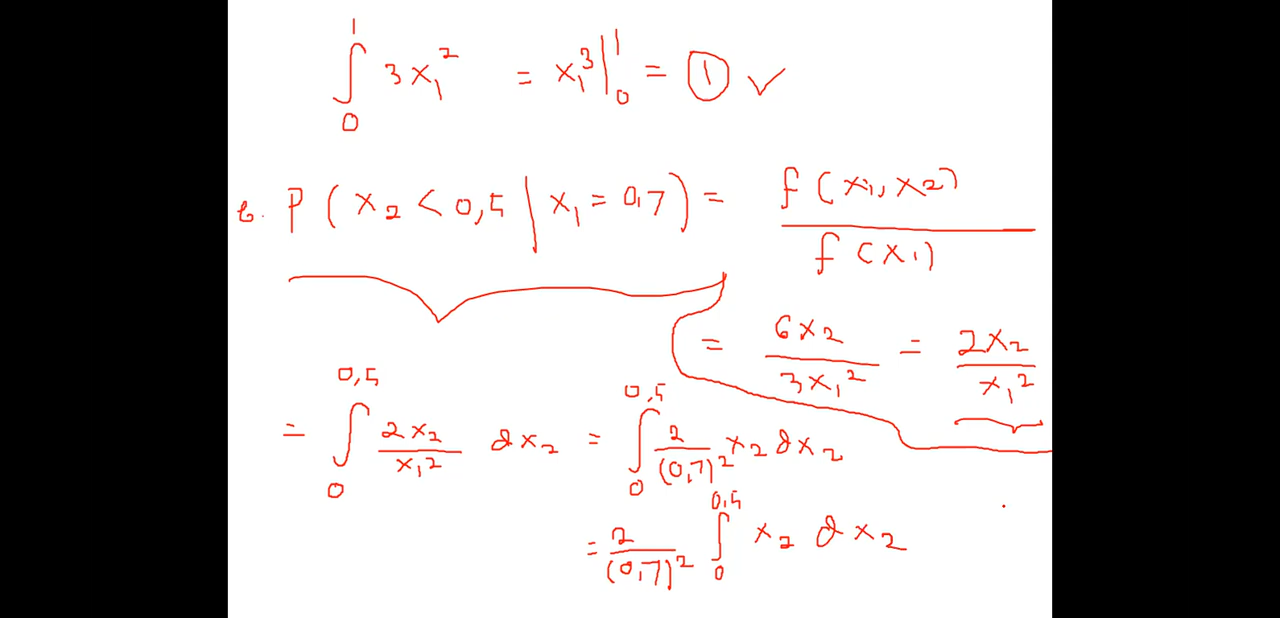 ∫₀¹ 3x₁² = x₁³|₀¹ = 1 ✓
b. P(x₂ < 0,5 | x₁ = 0,7) = f(x₁, x₂) / f(x₁)
= 6x₂ / 3x₁² = 2x₂ / x₁²
= ∫₀^0,5 2x₂ / x₁² dx₂ = ∫₀^0,5 2 / (0,7)² x₂ dx₂
= 2 / (0,7)² ∫₀^0,5 x₂ dx₂